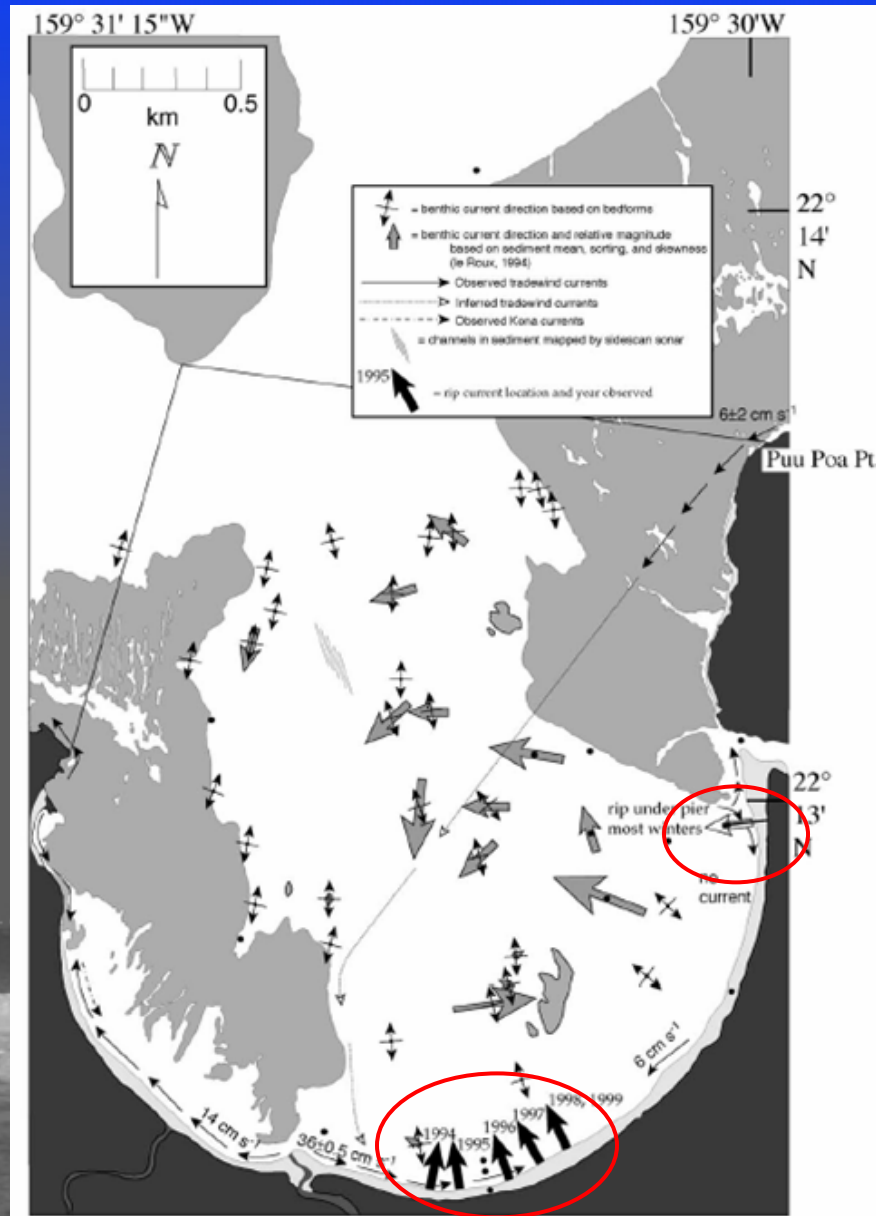 159° 31' 15"W
159° 30'W
0 0.5
km
N
= benthic current direction based on bedforms
= benthic current direction and relative magnitude
based on sediment mean, sorting, and skewness
(le Roux, 1994)
Observed tradewind currents
Inferred tradewind currents
Observed Kona currents
= channels in sediment mapped by sidescan sonar
1995
= rip current location and year observed
22°
14'
N
6±2 cm s⁻¹
Puu Poa Pt.
22°
13'
N
rip under pier
most winters
no
current
6 cm s⁻¹
1998, 1999
1997
1996
1995
1994
36±0.5 cm s⁻¹
14 cm s⁻¹